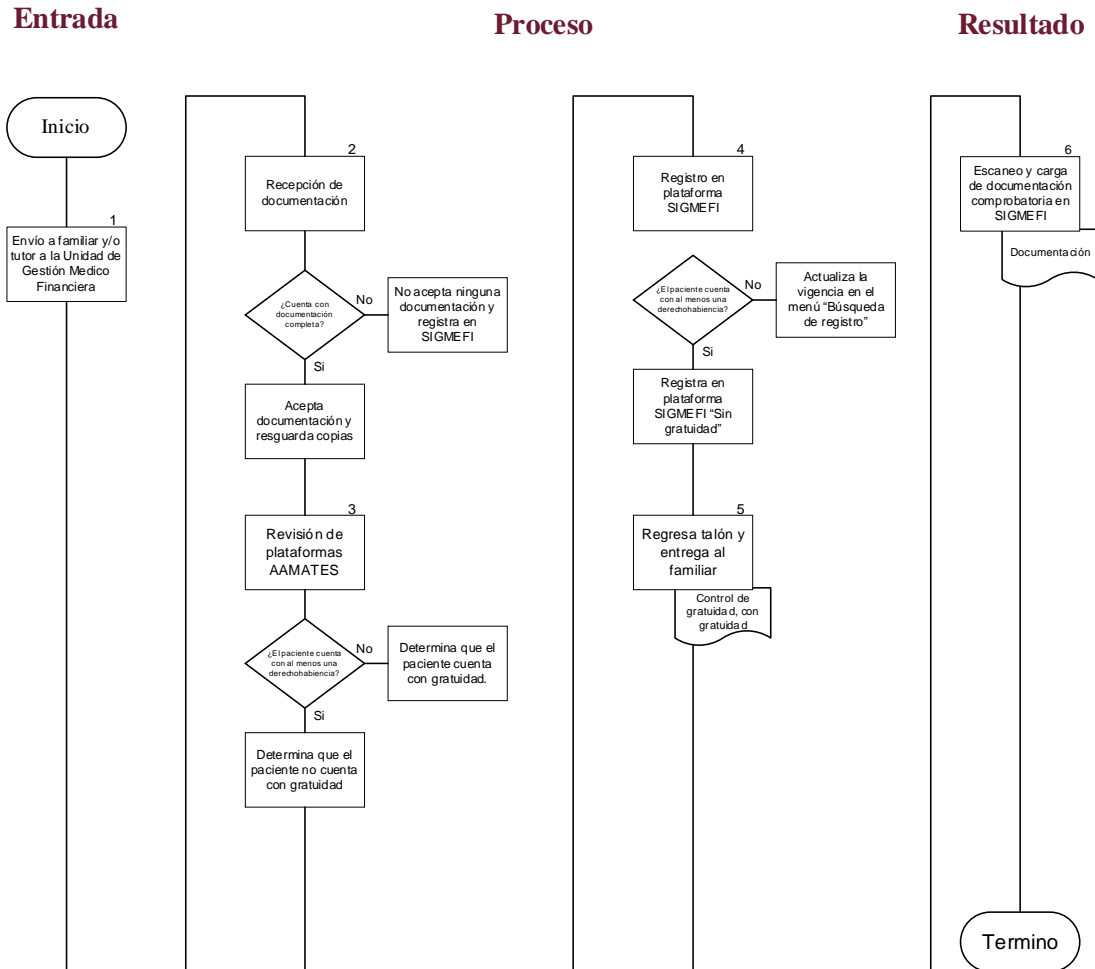 Entrada
Proceso
Resultado
Inicio
1
Envío a familiar y/o
tutor a la Unidad de
Gestión Medico
Financiera
2
Recepción de
documentación
¿Cuenta con
documentación
completa?
No
No acepta ninguna
documentación y
registra en
SIGMEFI
Si
Acepta
documentación y
resguarda copias
3
Revisión de
plataformas
AAMATES
¿El paciente cuenta
con al menos una
derechohabiencia?
No
Determina que el
paciente cuenta
con gratuidad.
Si
Determina que el
paciente no cuenta
con gratuidad
4
Registro en
plataforma
SIGMEFI
¿El paciente cuenta
con al menos una
derechohabiencia?
No
Actualiza la
vigencia en el
menú “Búsqueda
de registro”
Si
Registra en
plataforma
SIGMEFI “Sin
gratuidad”
5
Regresa talón y
entrega al
familiar
Control de
gratuidad, con
gratuidad
6
Escaneo y carga
de documentación
comprobatoria en
SIGMEFI
Documentación
Termino